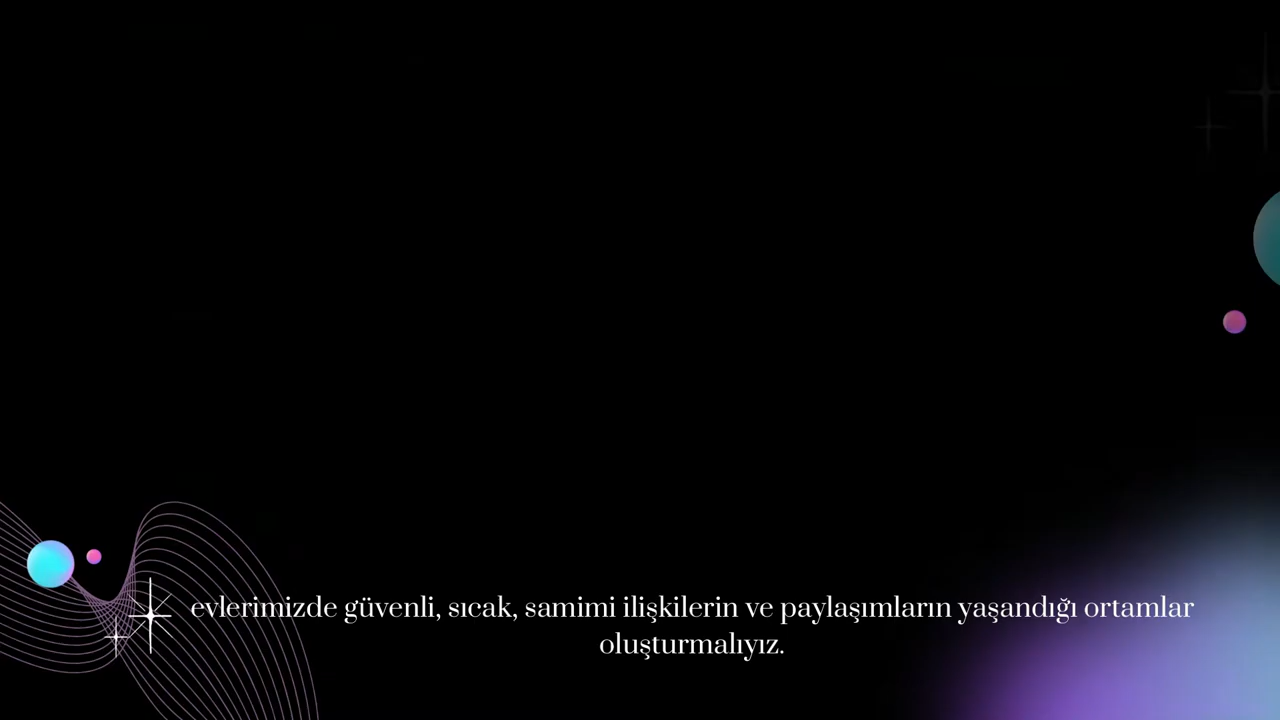 evlerimizde güvenli, sıcak, samimi ilişkilerin ve paylaşımların yaşandığı ortamlar
oluşturmalıyız.